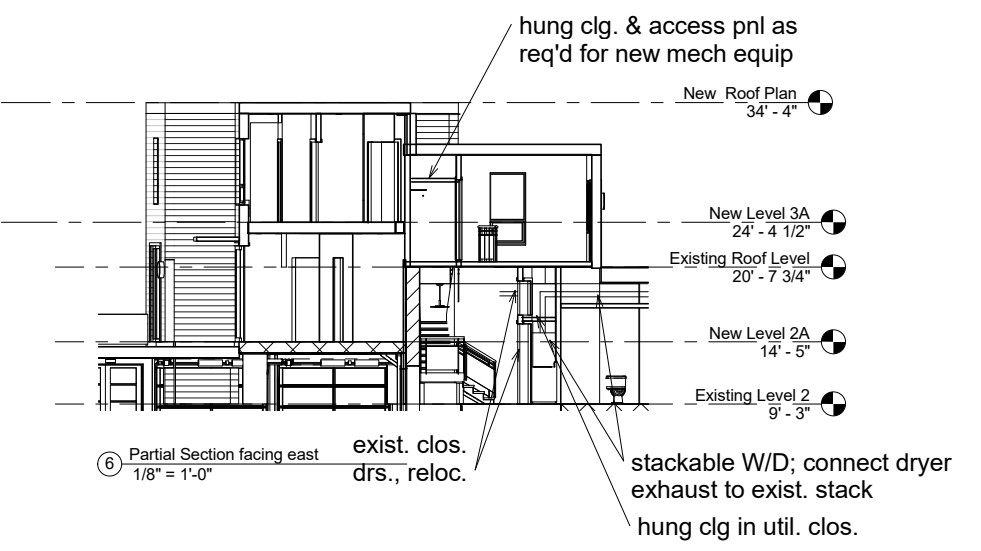 hung clg. & access pnl as
req'd for new mech equip
New Roof Plan
34' - 4"
New Level 3A
24' - 4 1/2"
Existing Roof Level
20' - 7 3/4"
New Level 2A
14' - 5"
Existing Level 2
9' - 3"
6 Partial Section facing east
1/8" = 1'-0"
exist. clos.
drs., reloc.
stackable W/D; connect dryer
exhaust to exist. stack
hung clg in util. clos.